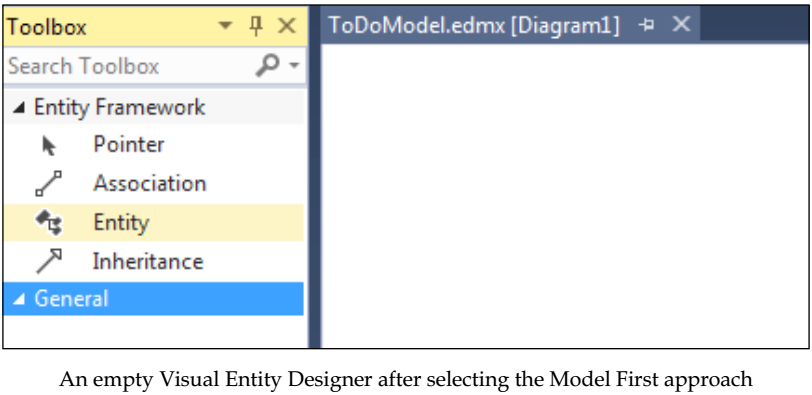 Toolbox
ToDoModel.edmx [Diagram1]
Search Toolbox
Entity Framework
Pointer
Association
Entity
Inheritance
General
An empty Visual Entity Designer after selecting the Model First approach